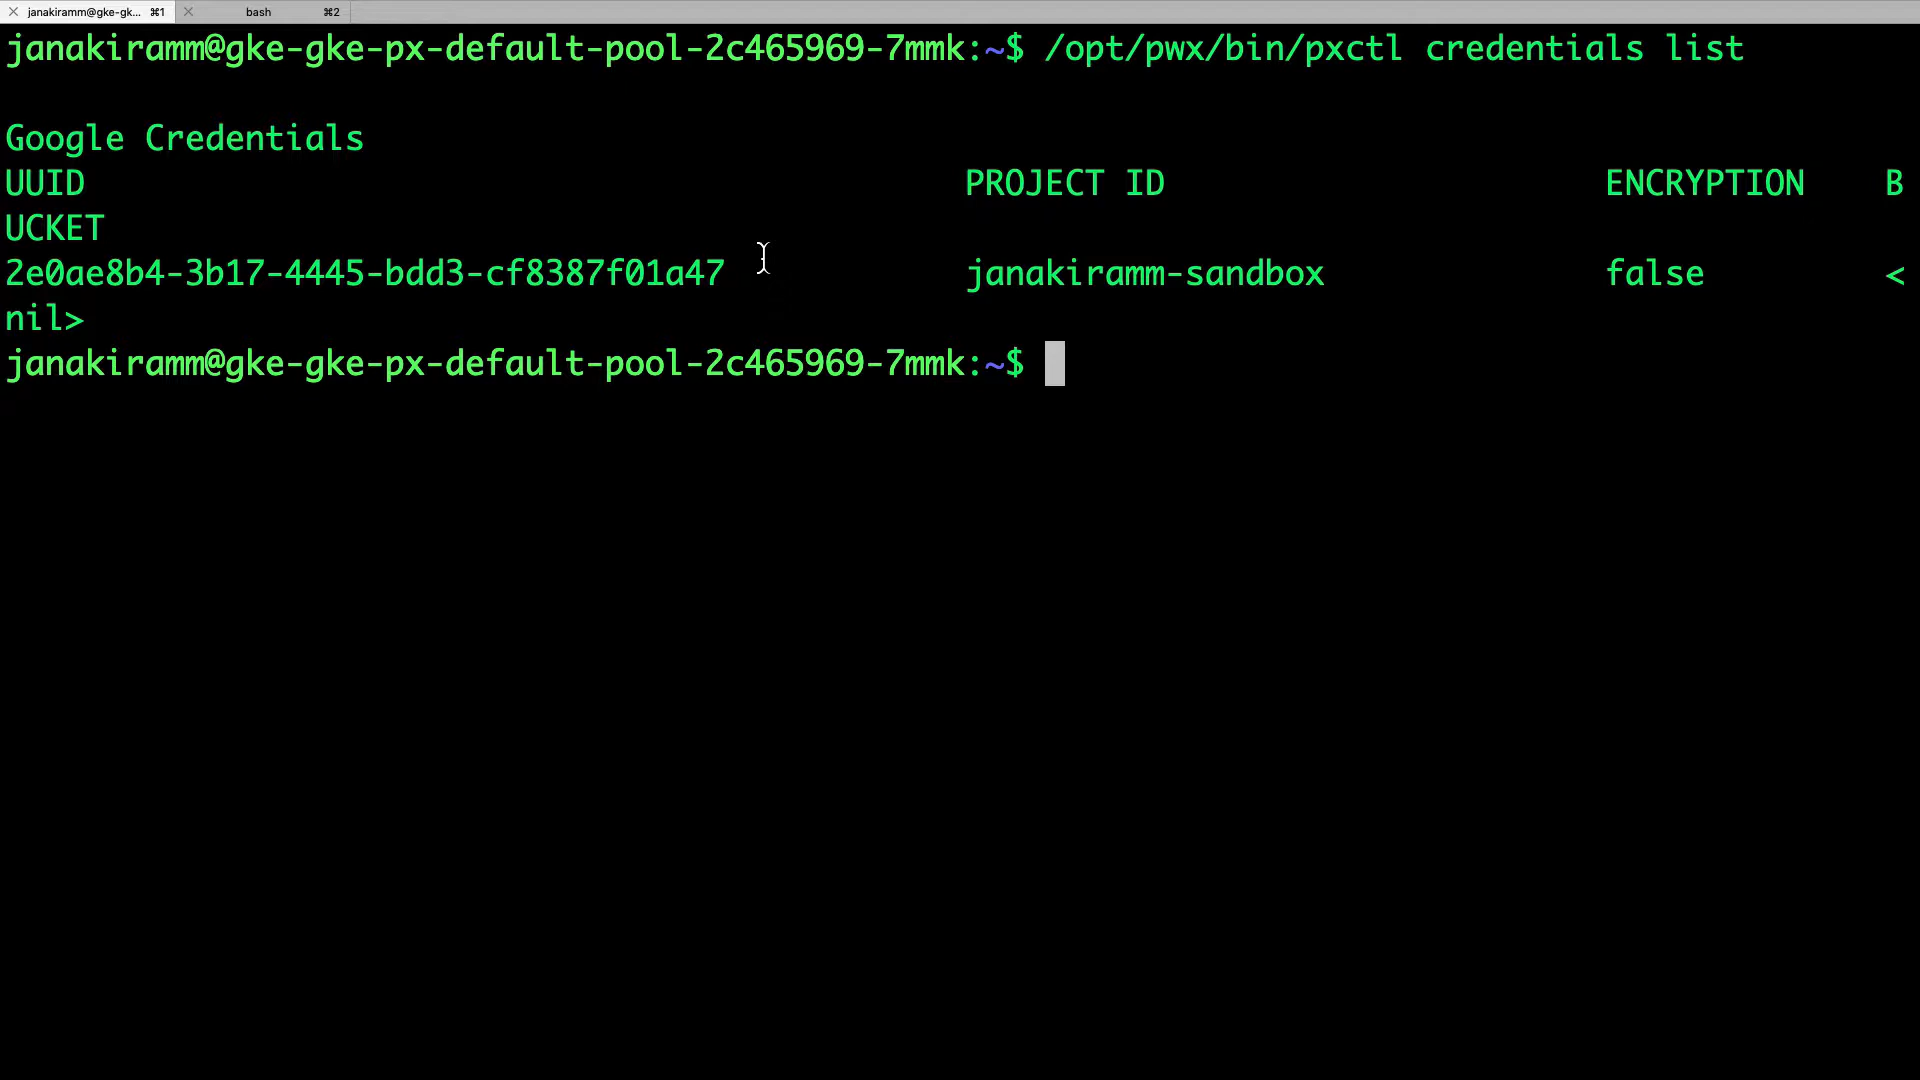 janakiramm@gke-gk... ⌘1 bash ⌘2
janakiramm@gke-gke-px-default-pool-2c465969-7mmk:~$ /opt/pwx/bin/pxctl credentials list
Google Credentials
UUID PROJECT ID ENCRYPTION B
UCKET
2e0ae8b4-3b17-4445-bdd3-cf8387f01a47 janakiramm-sandbox false <
nil>
janakiramm@gke-gke-px-default-pool-2c465969-7mmk:~$